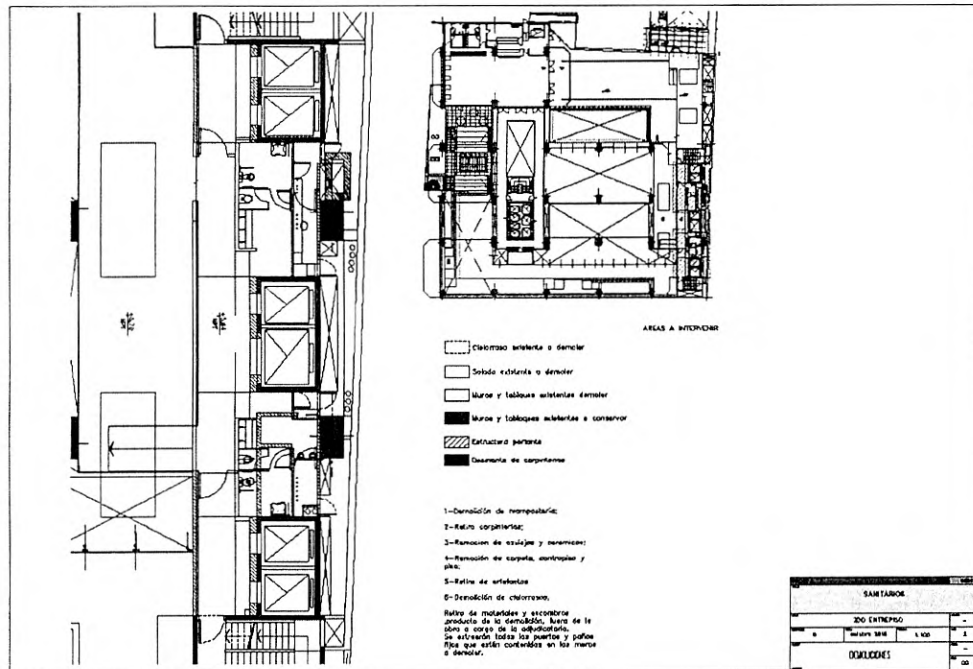 AREAS A INTERVENIR
Cielorraso existente a demoler
Solado existente a demoler
Muros y tabiques existentes demoler
Muros y tabiques existentes a conservar
Estructura portante
Desmonte de carpinterias
1-Demolición de mampostería;
2-Retiro carpinterías;
3-Remocion de azulejos y ceramicos;
4-Remoción de carpeta, contrapiso y
piso;
5-Retiro de artefactos
6-Demolición de cielorrasos.
Retiro de materiales y escombros
producto de la demolición, fuera de la
obra a cargo de la adjudicataria.
Se extraerán todas las puertas y paños
fijos que estén contenidas en los muros
a demoler.
SANITARIOS
2DO ENTREPISO
DEMOLICIONES